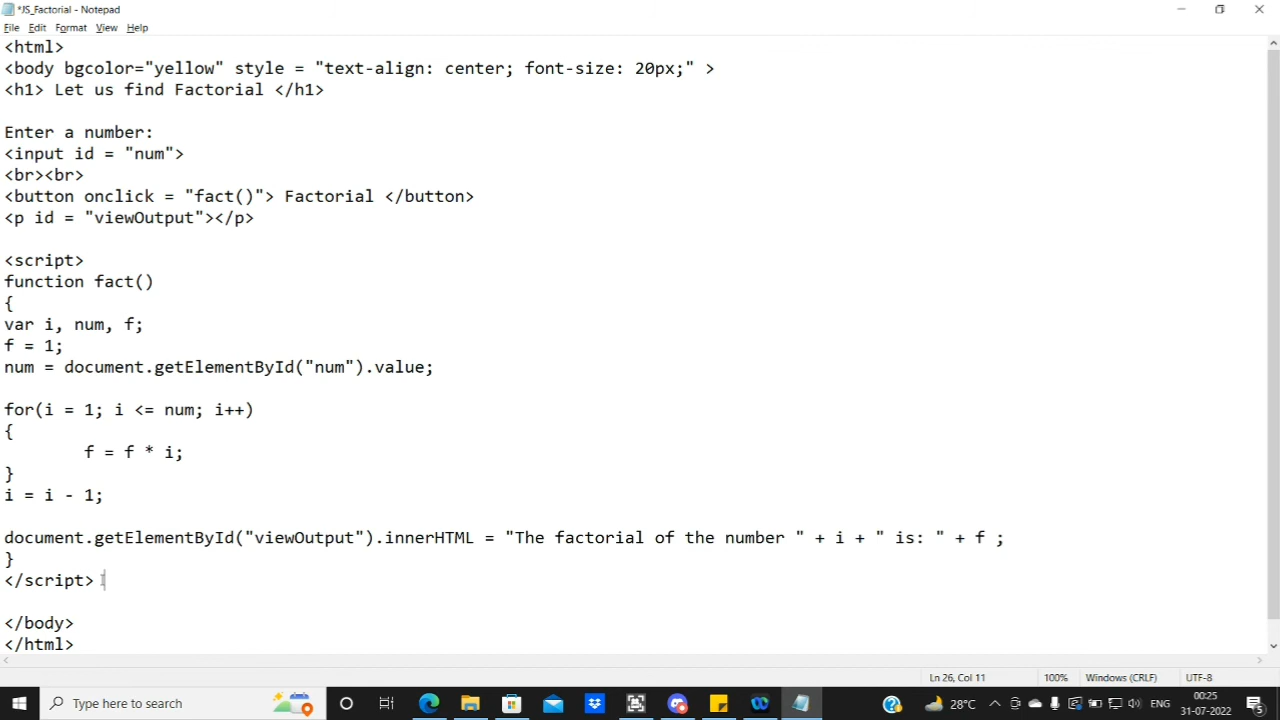 *JS_Factorial - Notepad
File Edit Format View Help
<html>
<body bgcolor="yellow" style = "text-align: center; font-size: 20px;" >
<h1> Let us find Factorial </h1>
Enter a number:
<input id = "num">
<br><br>
<button onclick = "fact()"> Factorial </button>
<p id = "viewOutput"></p>
<script>
function fact()
{
var i, num, f;
f = 1;
num = document.getElementById("num").value;
for(i = 1; i <= num; i++)
{
f = f * i;
}
i = i - 1;
document.getElementById("viewOutput").innerHTML = "The factorial of the number " + i + " is: " + f ;
}
</script>
</body>
</html>
Ln 26, Col 11 100% Windows (CRLF) UTF-8
Type here to search 28°C ENG 00:25 31-07-2022 5